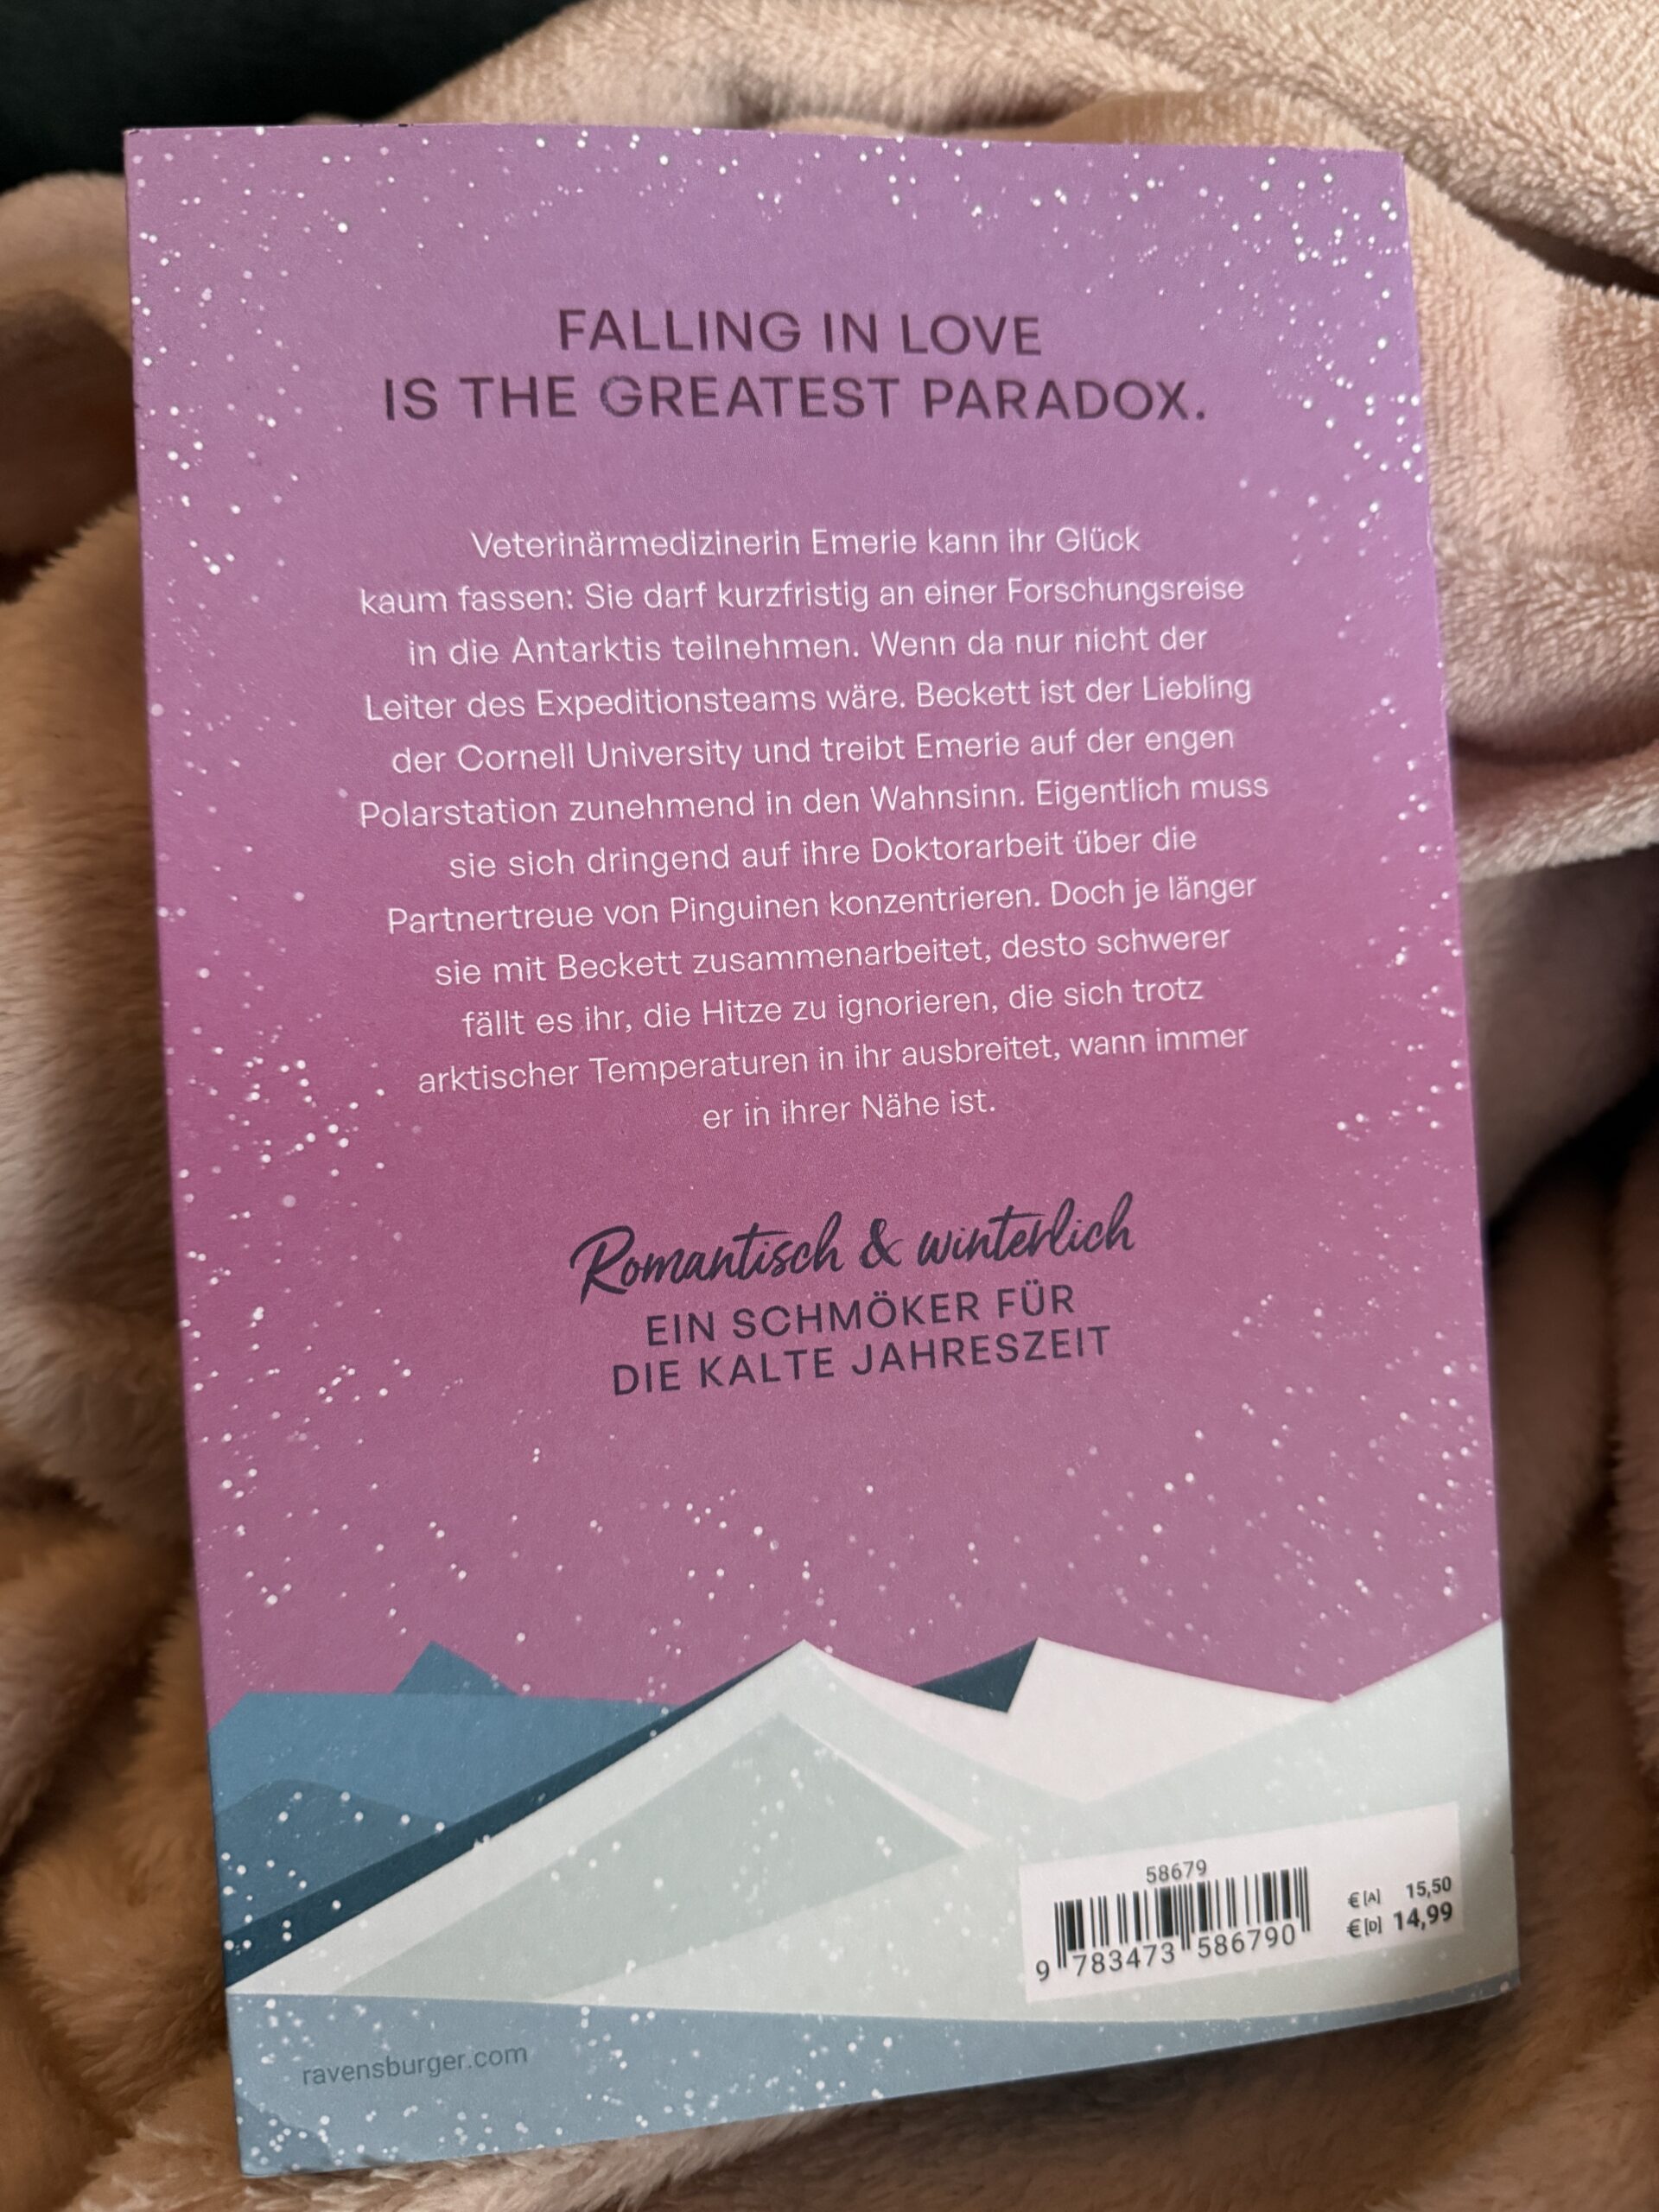 FALLING IN LOVE
IS THE GREATEST PARADOX.
Veterinärmedizinerin Emerie kann ihr Glück
kaum fassen: Sie darf kurzfristig an einer Forschungsreise
in die Antarktis teilnehmen. Wenn da nur nicht der
Leiter des Expeditionsteams wäre. Beckett ist der Liebling
der Cornell University und treibt Emerie auf der engen
Polarstation zunehmend in den Wahnsinn. Eigentlich muss
sie sich dringend auf ihre Doktorarbeit über die
Partnertreue von Pinguinen konzentrieren. Doch je länger
sie mit Beckett zusammenarbeitet, desto schwerer
fällt es ihr, die Hitze zu ignorieren, die sich trotz
arktischer Temperaturen in ihr ausbreitet, wann immer
er in ihrer Nähe ist.
Romantisch & winterlich
EIN SCHMÖKER FÜR
DIE KALTE JAHRESZEIT
58679
9 783473 586790
€ [A] 15,50
€ [D] 14,99
ravensburger.com